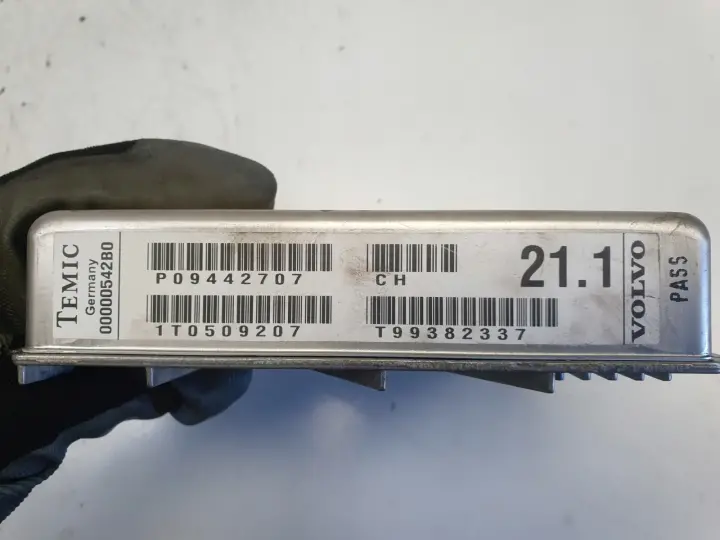 TEMIC
Germany
00000542B0
P09442707
CH
21.1
1T0509207
T99382337
VOLVO
PASS